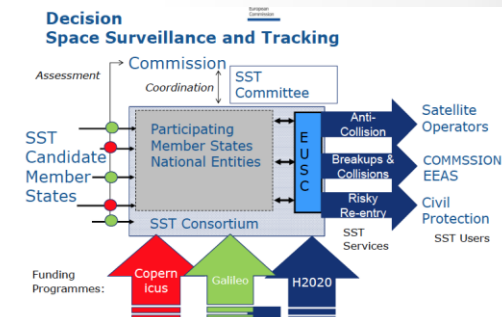 European
Commission
Decision
Space Surveillance and Tracking
Assessment
Commission
Coordination
SST
Committee
SST
Candidate
Member
States
Participating
Member States
National Entities
E
U
S
C
SST Consortium
Anti-
Collision
Breakups &
Collisions
Risky
Re-entry
SST
Services
Satellite
Operators
COMMSSION
EEAS
Civil
Protection
SST Users
Funding
Programmes:
Copern
icus
Galileo
H2020